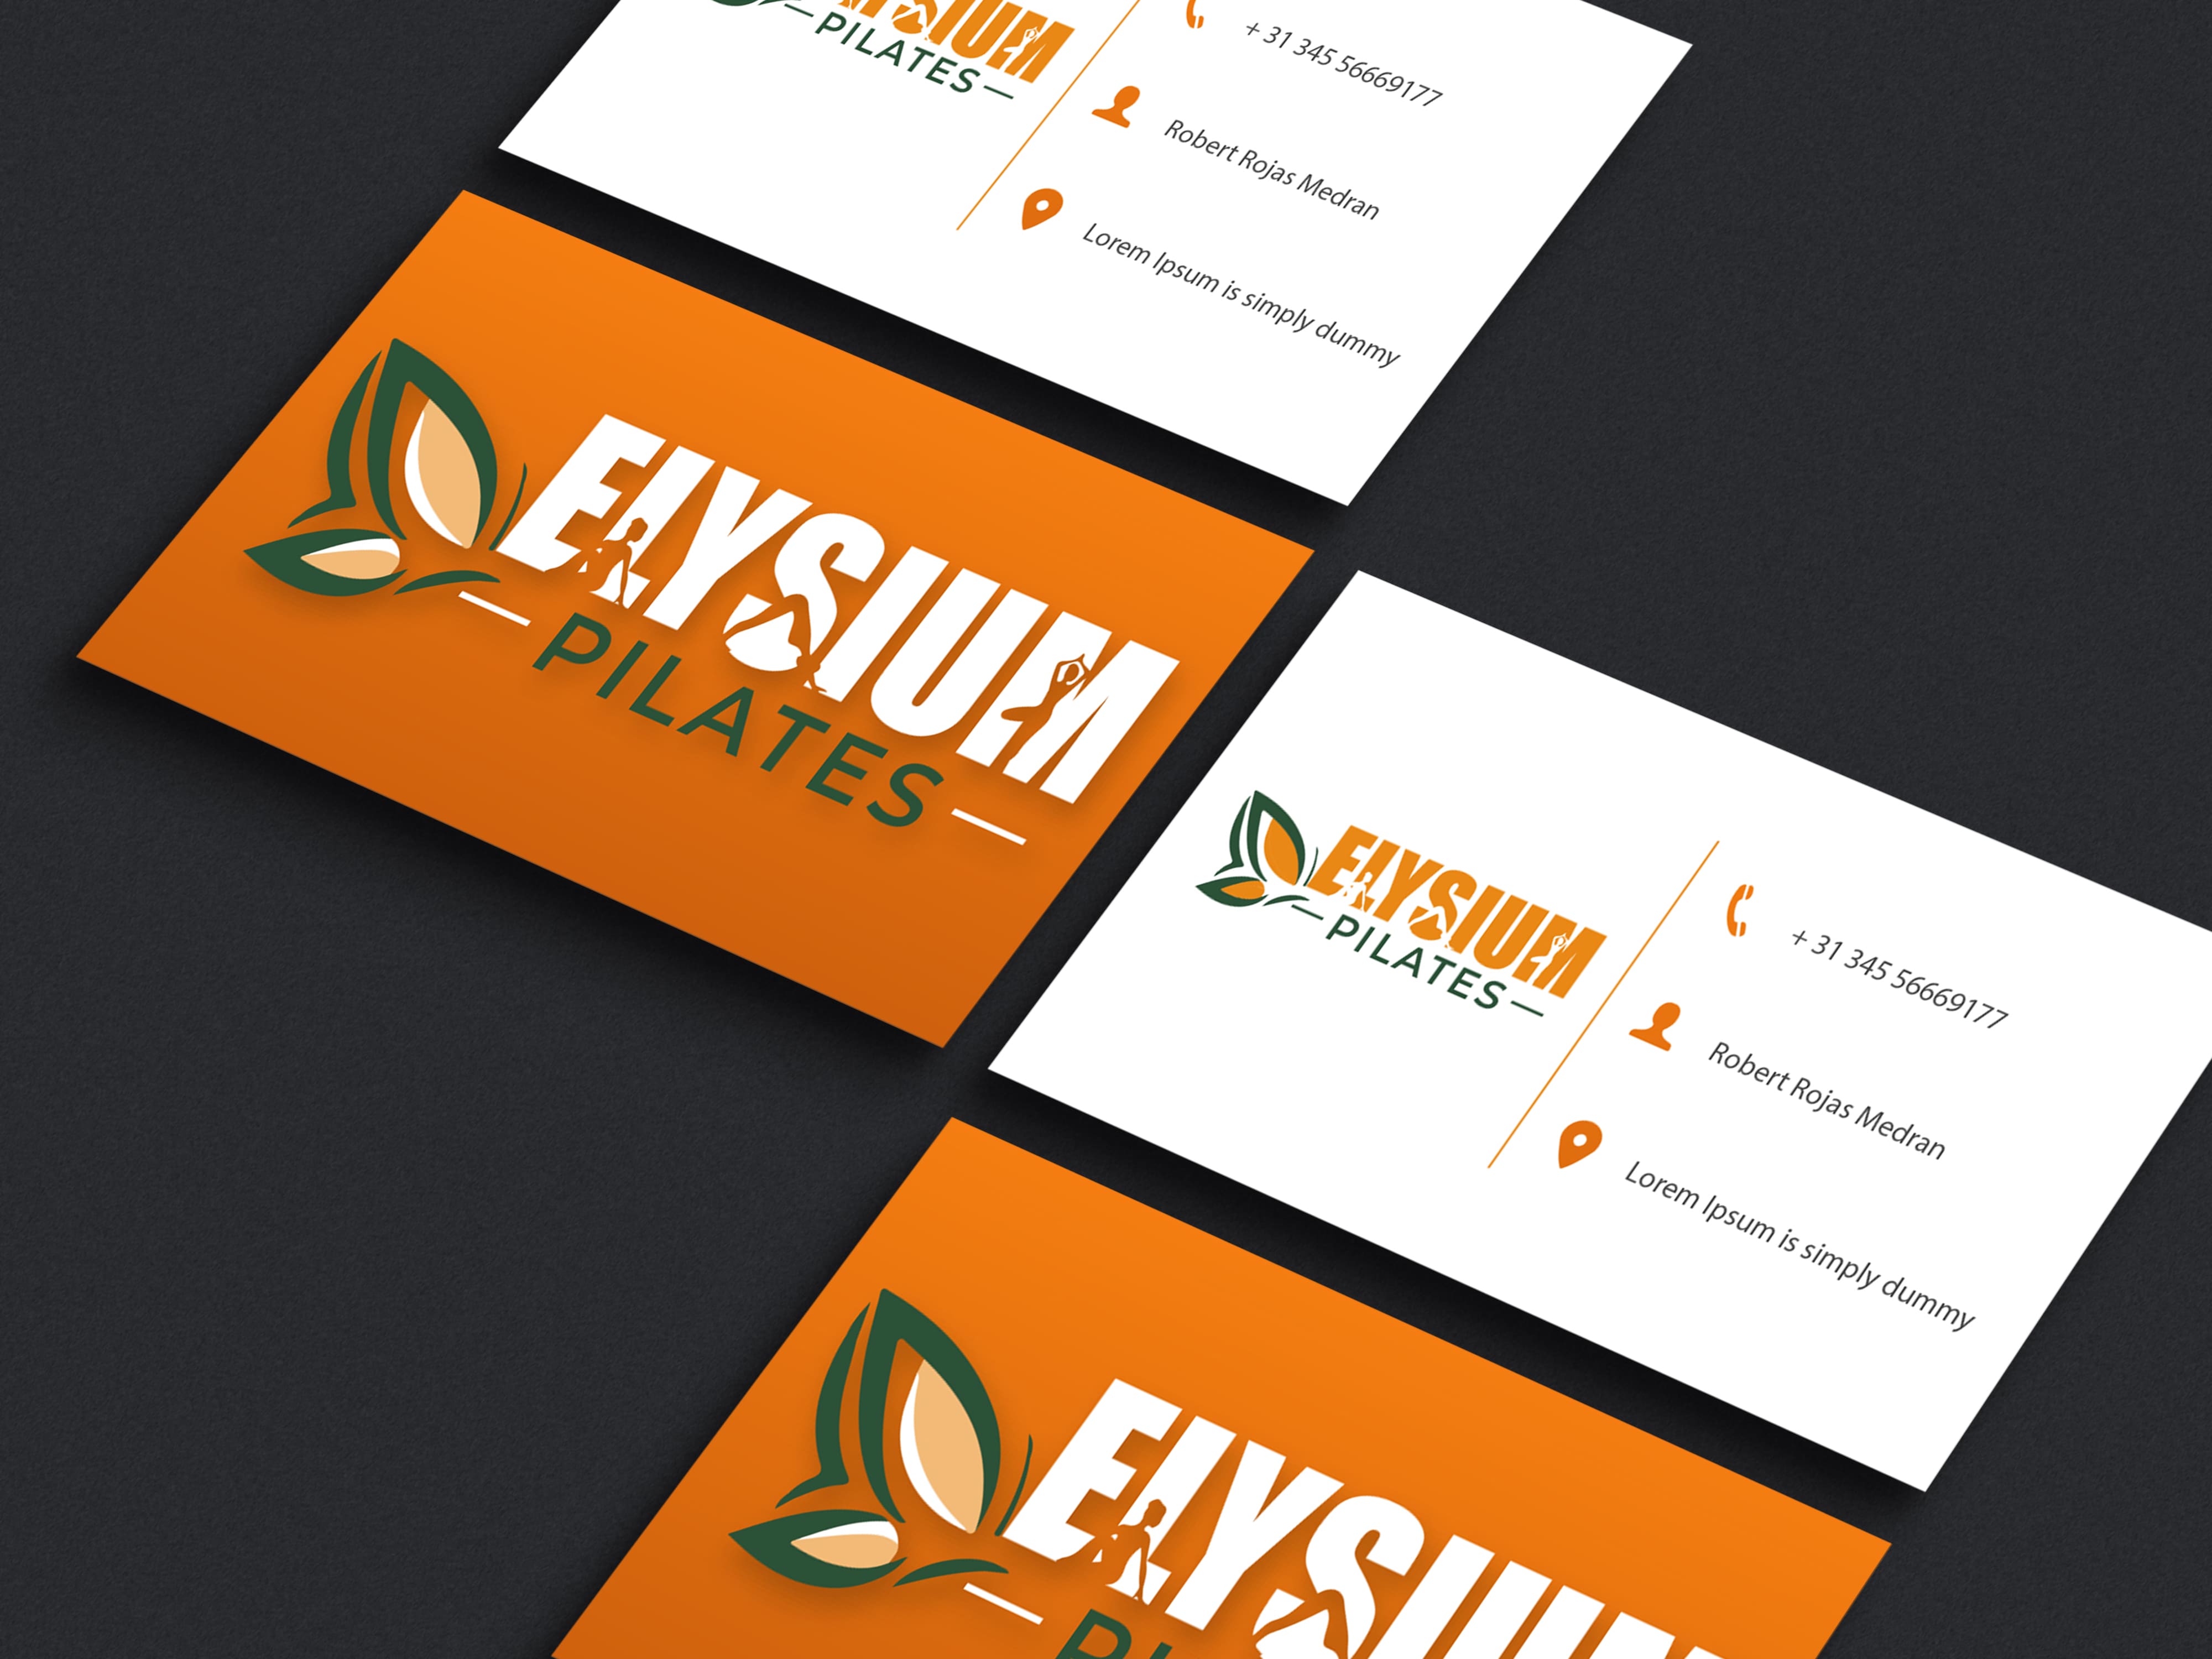 ELYSIUM
PILATES
+ 31 345 56669177
Robert Rojas Medran
Lorem Ipsum is simply dummy
ELYSIUM
PILATES
ELYSIUM
PILATES
+ 31 345 56669177
Robert Rojas Medran
Lorem Ipsum is simply dummy
ELYSIUM